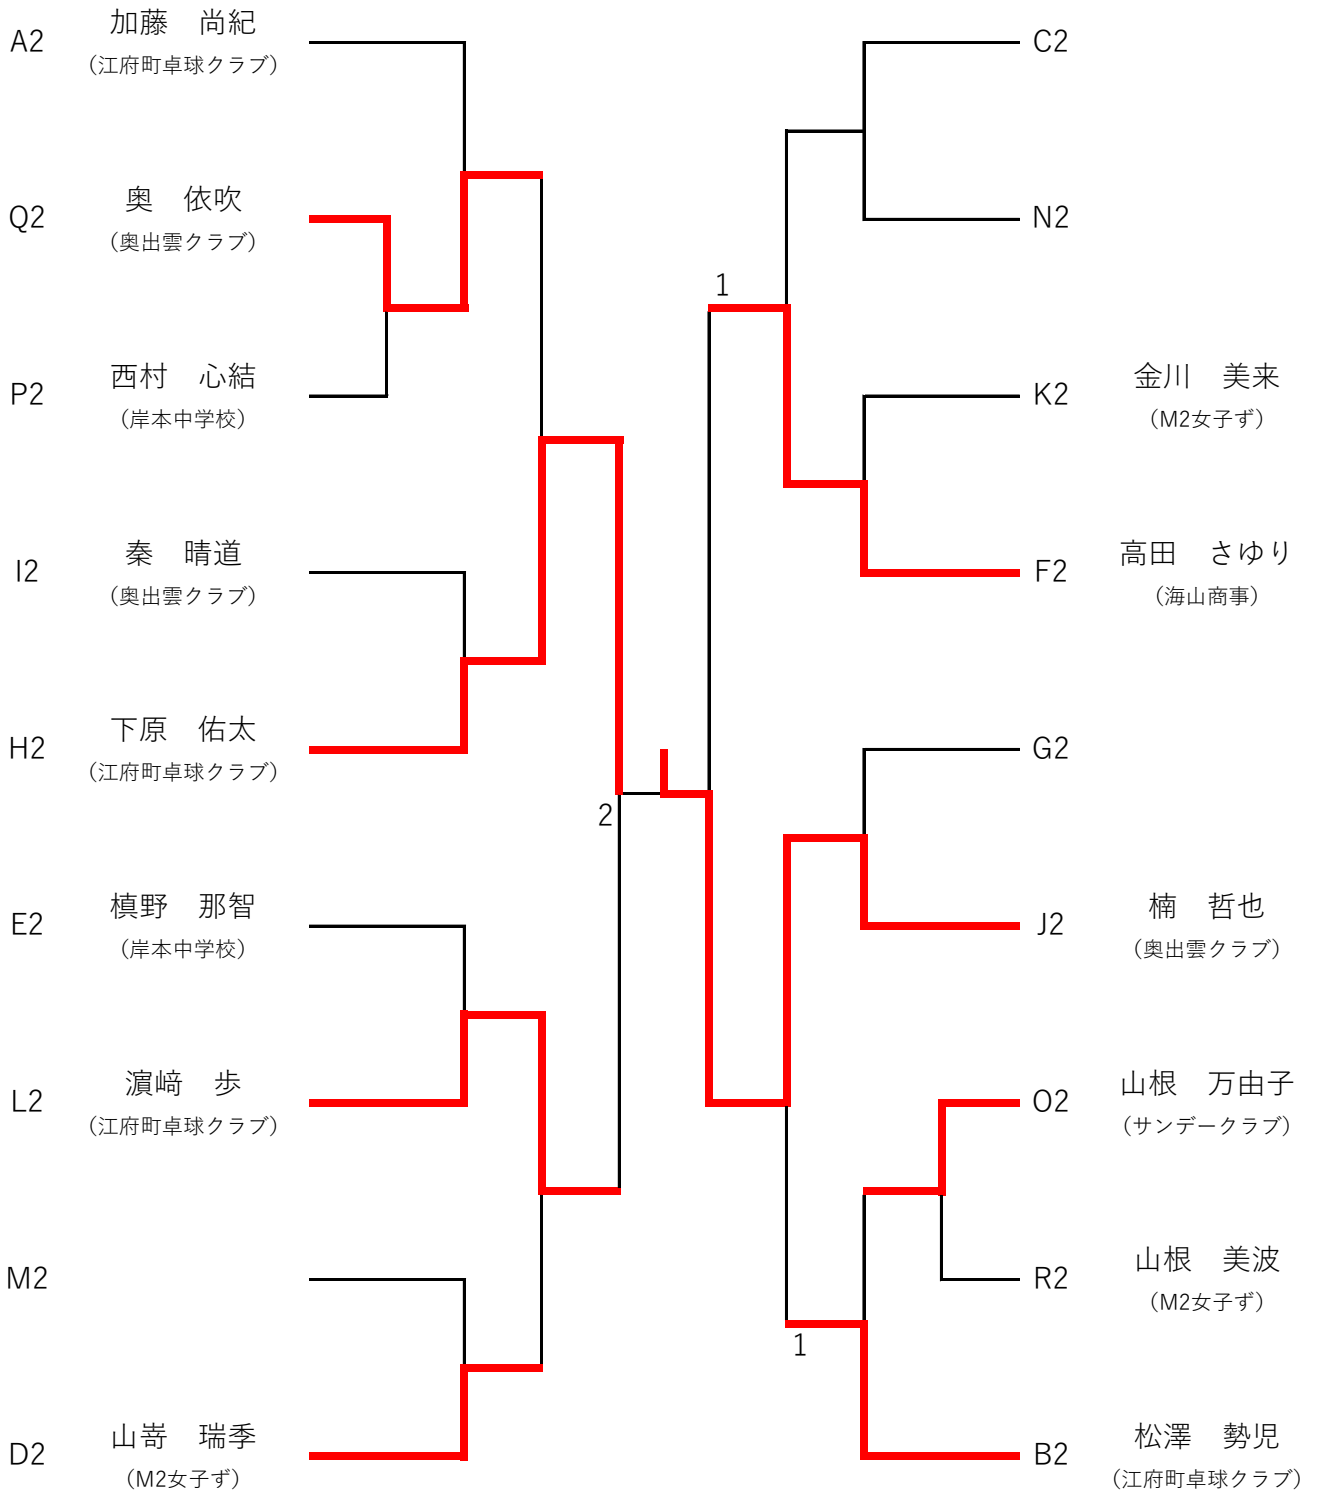 A2
加藤　尚紀
（江府町卓球クラブ）
Q2
奥　依吹
（奥出雲クラブ）
P2
西村　心結
（岸本中学校）
I2
秦　晴道
（奥出雲クラブ）
H2
下原　佑太
（江府町卓球クラブ）
E2
槙野　那智
（岸本中学校）
L2
濵﨑　歩
（江府町卓球クラブ）
M2
D2
山嵜　瑞季
（M2女子ず）
2
1
1
C2
N2
K2
金川　美来
（M2女子ず）
F2
高田　さゆり
（海山商事）
G2
J2
楠　哲也
（奥出雲クラブ）
O2
山根　万由子
（サンデークラブ）
R2
山根　美波
（M2女子ず）
B2
松澤　勢児
（江府町卓球クラブ）